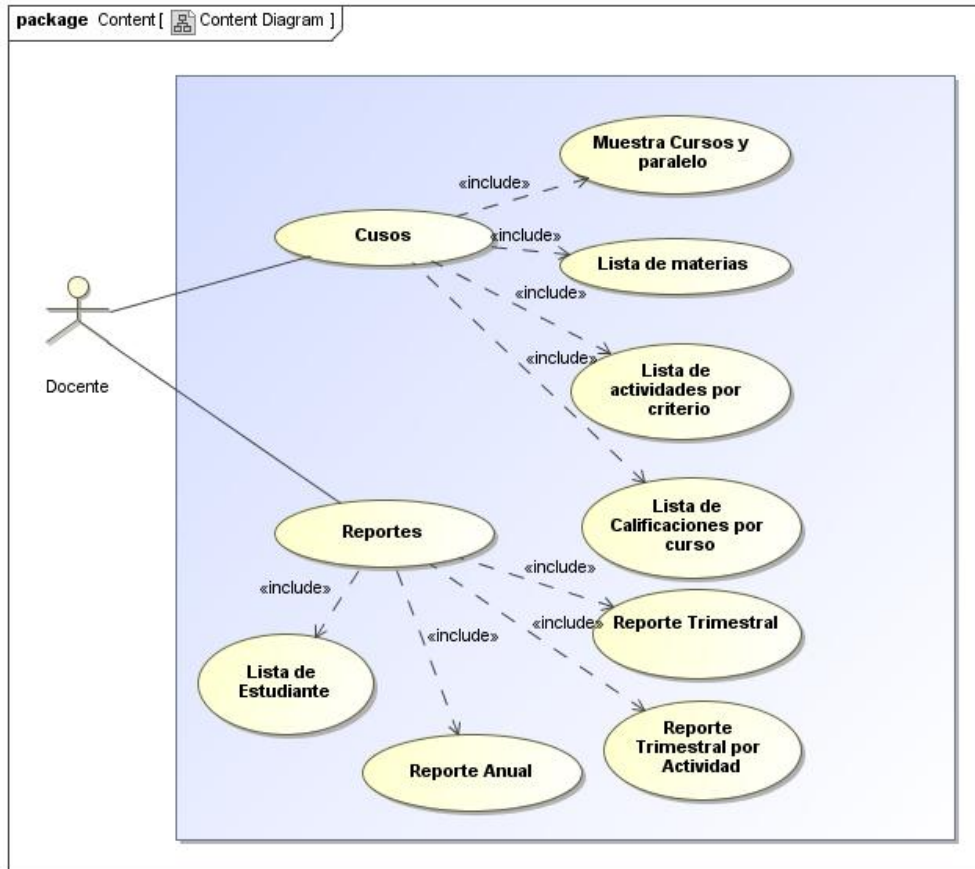 package Content [ Content Diagram ]
Muestra Cursos y
paralelo
«include»
Cusos
«include»
Lista de materias
«include»
Docente
«include»
Lista de
actividades por
criterio
Lista de
Calificaciones por
curso
Reportes
«include»
«include»
«include»
Reporte Trimestral
«include»
Lista de
Estudiante
Reporte
Trimestral por
Actividad
Reporte Anual